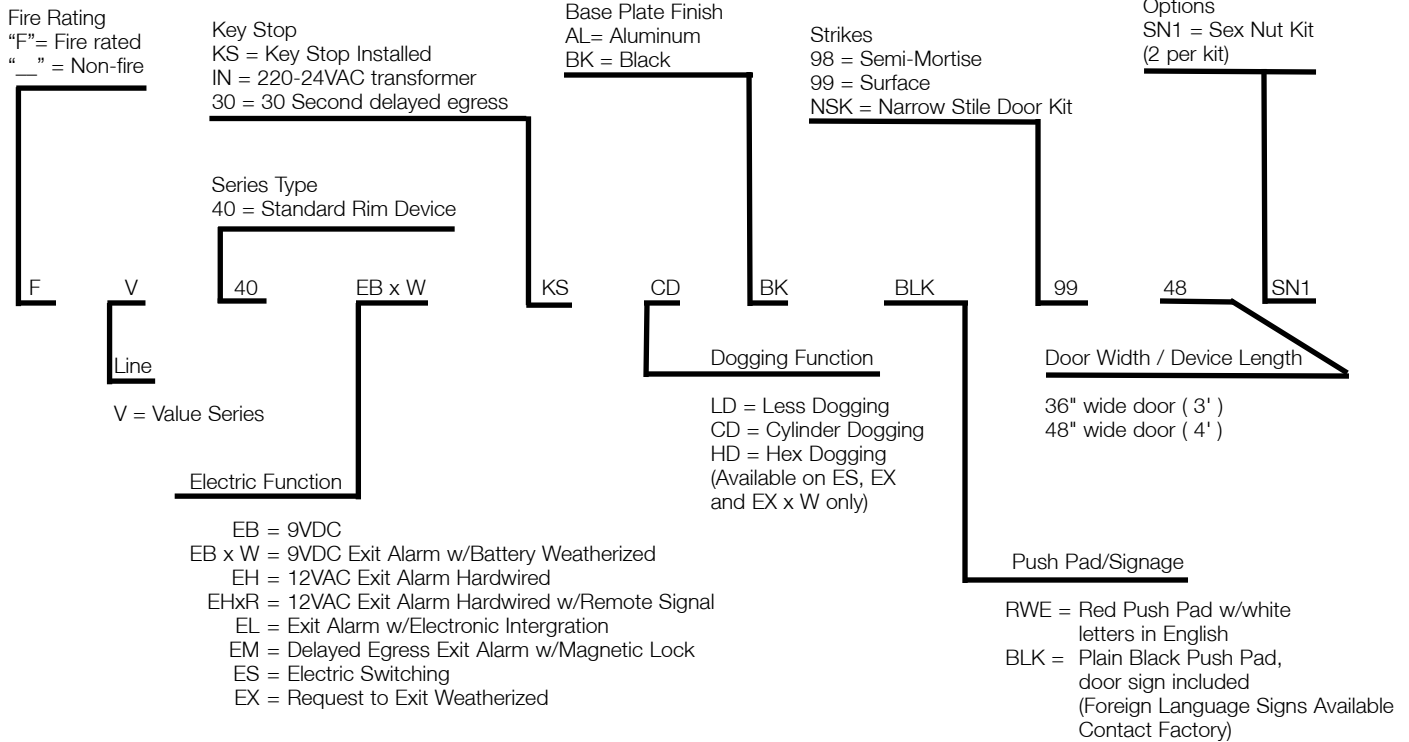 Fire Rating
“F”= Fire rated
“__” = Non-fire
Key Stop
KS = Key Stop Installed
IN = 220-24VAC transformer
30 = 30 Second delayed egress
Base Plate Finish
AL= Aluminum
BK = Black
Strikes
98 = Semi-Mortise
99 = Surface
NSK = Narrow Stile Door Kit
Options
SN1 = Sex Nut Kit
(2 per kit)
Series Type
40 = Standard Rim Device
F V 40 EB x W KS CD BK BLK 99 48 SN1
Line
V = Value Series
Dogging Function
LD = Less Dogging
CD = Cylinder Dogging
HD = Hex Dogging
(Available on ES, EX
and EX x W only)
Door Width / Device Length
36" wide door ( 3' )
48" wide door ( 4' )
Electric Function
EB = 9VDC
EB x W = 9VDC Exit Alarm w/Battery Weatherized
EH = 12VAC Exit Alarm Hardwired
EHxR = 12VAC Exit Alarm Hardwired w/Remote Signal
EL = Exit Alarm w/Electronic Intergration
EM = Delayed Egress Exit Alarm w/Magnetic Lock
ES = Electric Switching
EX = Request to Exit Weatherized
Push Pad/Signage
RWE = Red Push Pad w/white
letters in English
BLK = Plain Black Push Pad,
door sign included
(Foreign Language Signs Available
Contact Factory)